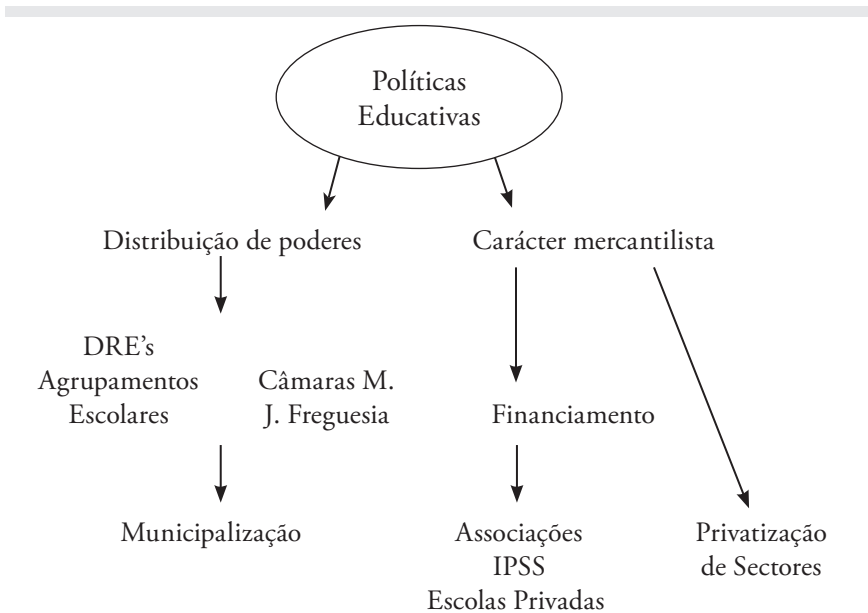 Políticas
Educativas
Distribuição de poderes
Carácter mercantilista
DRE’s
Agrupamentos
Escolares
Câmaras M.
J. Freguesia
Financiamento
Municipalização
Associações
IPSS
Escolas Privadas
Privatização
de Sectores